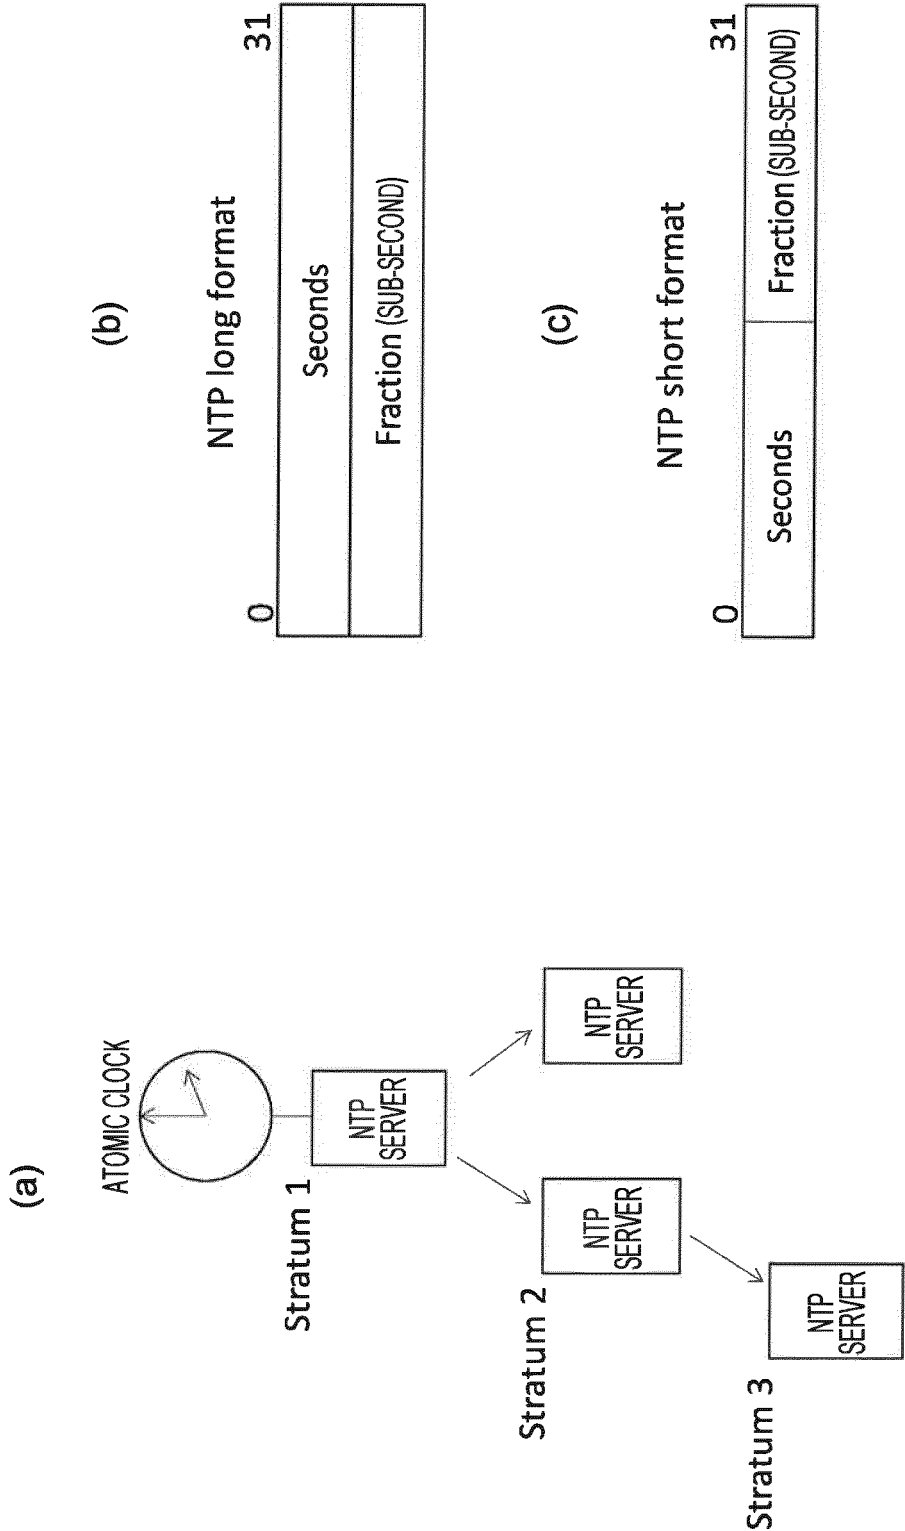 (a)
ATOMIC CLOCK
Stratum 1
NTP
SERVER
Stratum 2
NTP
SERVER
NTP
SERVER
Stratum 3
NTP
SERVER
(b)
NTP long format
0 31
Seconds
Fraction (SUB-SECOND)
(c)
NTP short format
0 31
Seconds Fraction (SUB-SECOND)